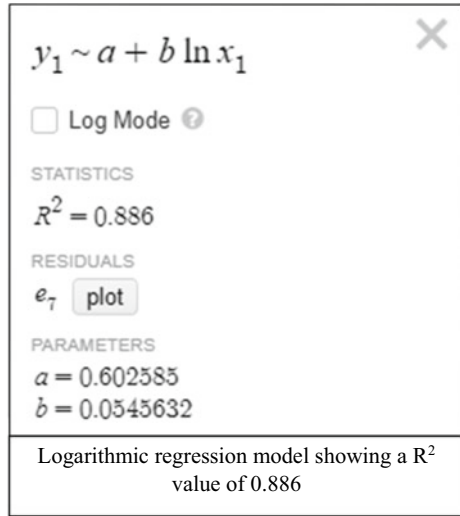 y₁ ~ a + b ln x₁
Log Mode ?
STATISTICS
R² = 0.886
RESIDUALS
e₇ plot
PARAMETERS
a = 0.602585
b = 0.0545632
Logarithmic regression model showing a R²
value of 0.886